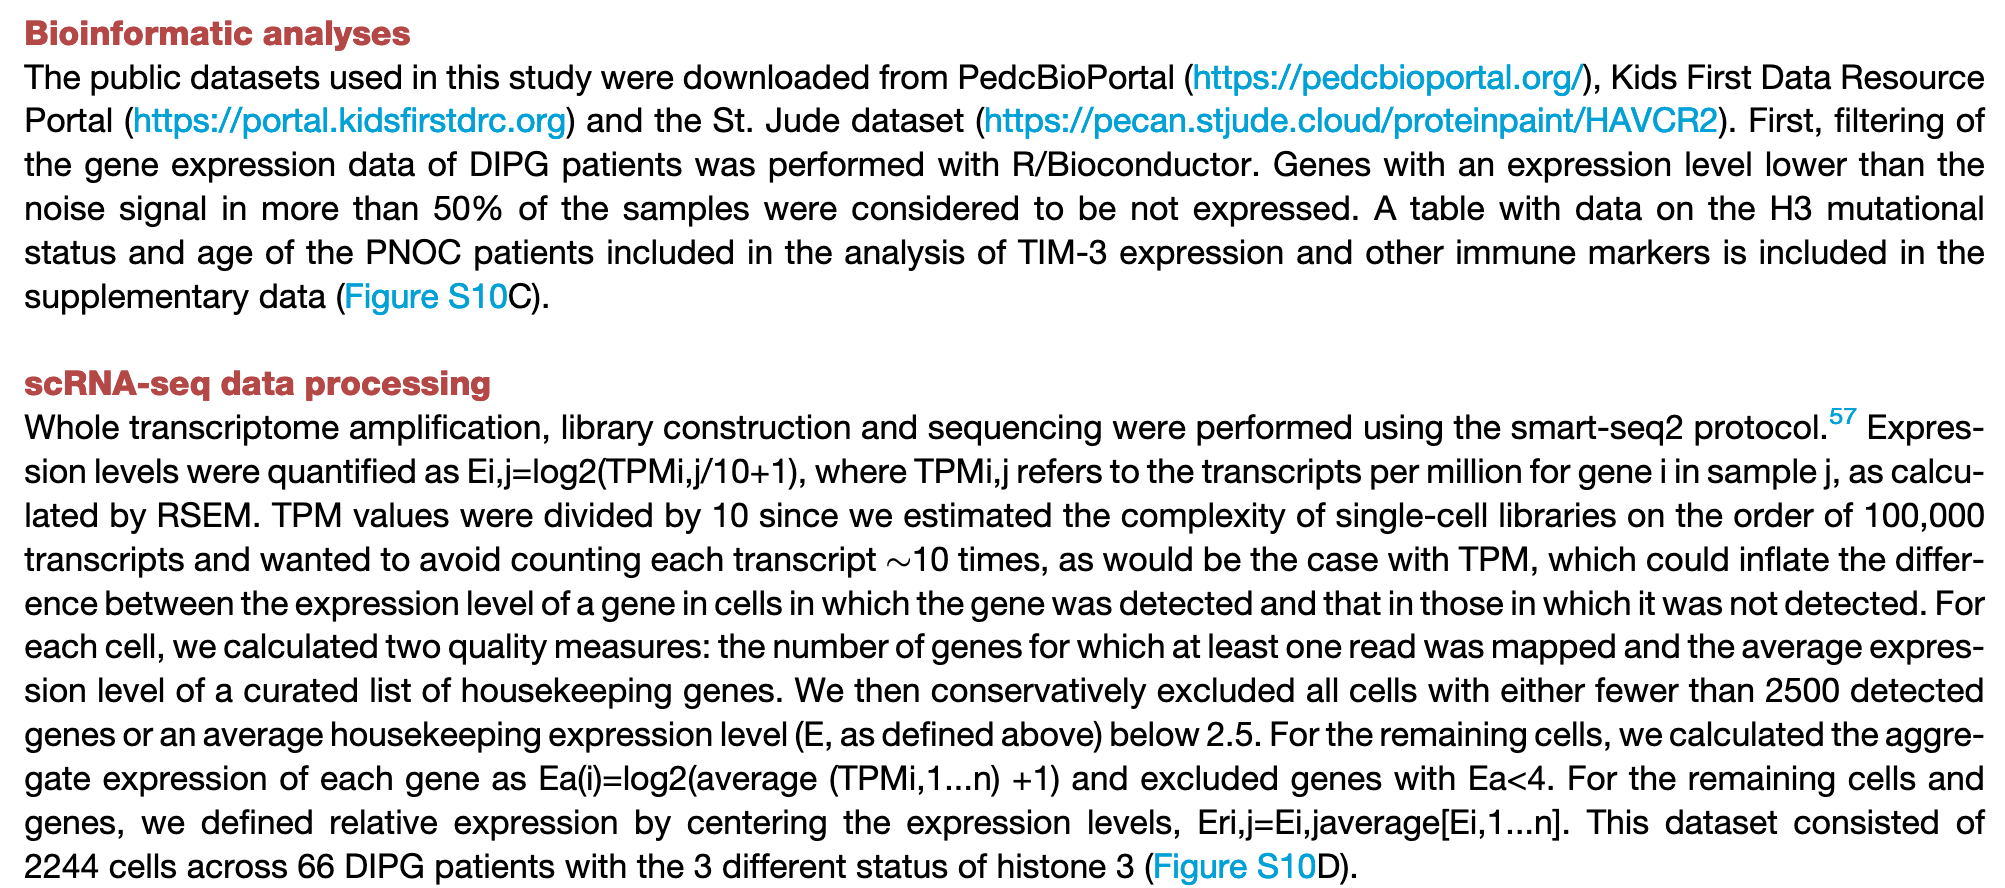 Bioinformatic analyses
The public datasets used in this study were downloaded from PedcBioPortal (https://pedcbioportal.org/), Kids First Data Resource
Portal (https://portal.kidsfirstdrc.org) and the St. Jude dataset (https://pecan.stjude.cloud/proteinpaint/HAVCR2). First, filtering of
the gene expression data of DIPG patients was performed with R/Bioconductor. Genes with an expression level lower than the
noise signal in more than 50% of the samples were considered to be not expressed. A table with data on the H3 mutational
status and age of the PNOC patients included in the analysis of TIM-3 expression and other immune markers is included in the
supplementary data (Figure S10C).
scRNA-seq data processing
Whole transcriptome amplification, library construction and sequencing were performed using the smart-seq2 protocol.57 Expres-
sion levels were quantified as Ei,j=log2(TPMi,j/10+1), where TPMi,j refers to the transcripts per million for gene i in sample j, as calcu-
lated by RSEM. TPM values were divided by 10 since we estimated the complexity of single-cell libraries on the order of 100,000
transcripts and wanted to avoid counting each transcript ~10 times, as would be the case with TPM, which could inflate the differ-
ence between the expression level of a gene in cells in which the gene was detected and that in those in which it was not detected. For
each cell, we calculated two quality measures: the number of genes for which at least one read was mapped and the average expres-
sion level of a curated list of housekeeping genes. We then conservatively excluded all cells with either fewer than 2500 detected
genes or an average housekeeping expression level (E, as defined above) below 2.5. For the remaining cells, we calculated the aggre-
gate expression of each gene as Ea(i)=log2(average (TPMi,1...n) +1) and excluded genes with Ea<4. For the remaining cells and
genes, we defined relative expression by centering the expression levels, Eri,j=Ei,javerage[Ei,1...n]. This dataset consisted of
2244 cells across 66 DIPG patients with the 3 different status of histone 3 (Figure S10D).